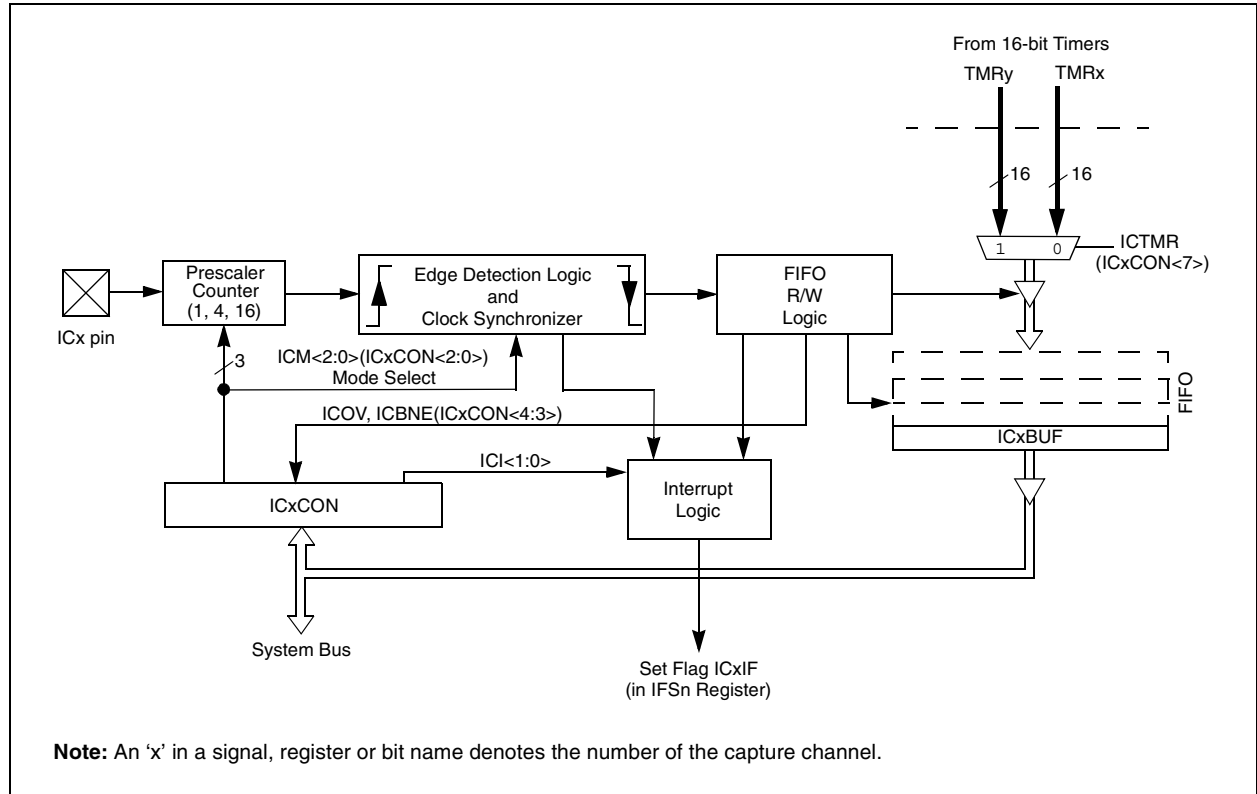 From 16-bit Timers
TMRy TMRx
16 16
1 0
ICTMR
(ICxCON<7>)
Prescaler
Counter
(1, 4, 16)
Edge Detection Logic
and
Clock Synchronizer
FIFO
R/W
Logic
ICx pin
3
ICM<2:0>(ICxCON<2:0>)
Mode Select
FIFO
ICOV, ICBNE(ICxCON<4:3>)
ICxBUF
ICI<1:0>
Interrupt
Logic
ICxCON
System Bus
Set Flag ICxIF
(in IFSn Register)
Note: An ‘x’ in a signal, register or bit name denotes the number of the capture channel.